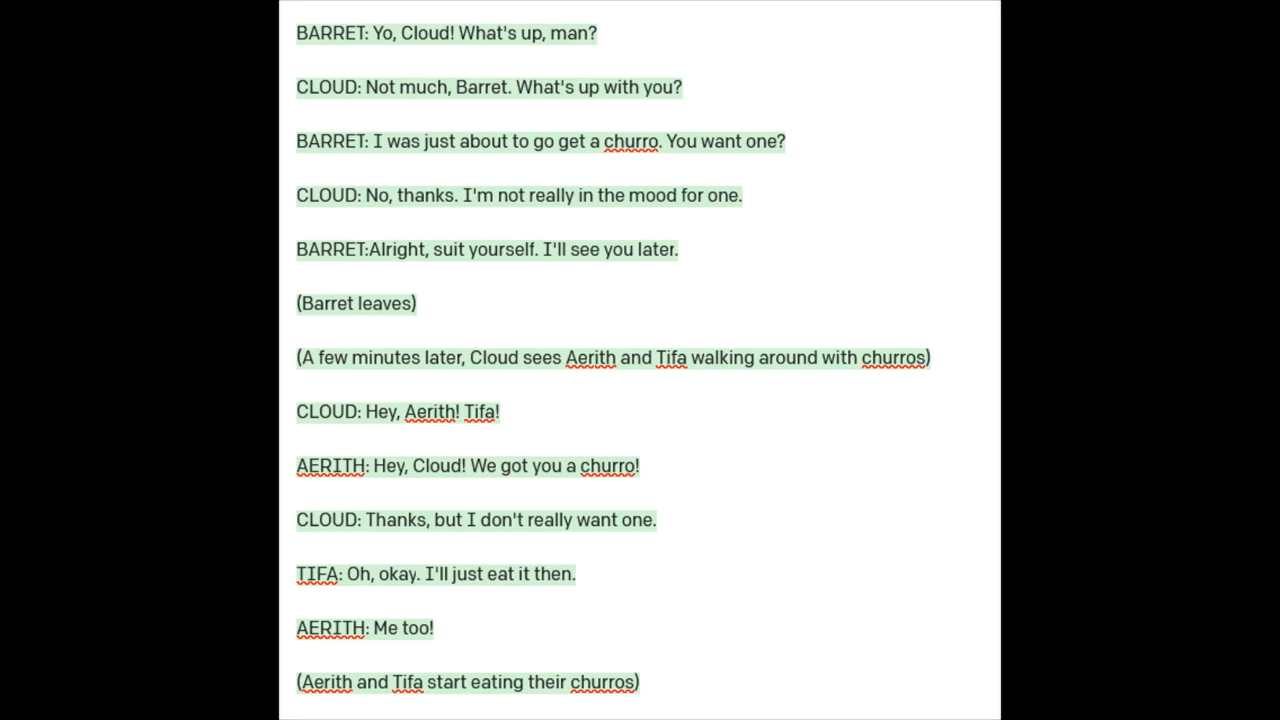 BARRET: Yo, Cloud! What's up, man?
CLOUD: Not much, Barret. What's up with you?
BARRET: I was just about to go get a churro. You want one?
CLOUD: No, thanks. I'm not really in the mood for one.
BARRET:Alright, suit yourself. I'll see you later.
(Barret leaves)
(A few minutes later, Cloud sees Aerith and Tifa walking around with churros)
CLOUD: Hey, Aerith! Tifa!
AERITH: Hey, Cloud! We got you a churro!
CLOUD: Thanks, but I don't really want one.
TIFA: Oh, okay. I'll just eat it then.
AERITH: Me too!
(Aerith and Tifa start eating their churros)